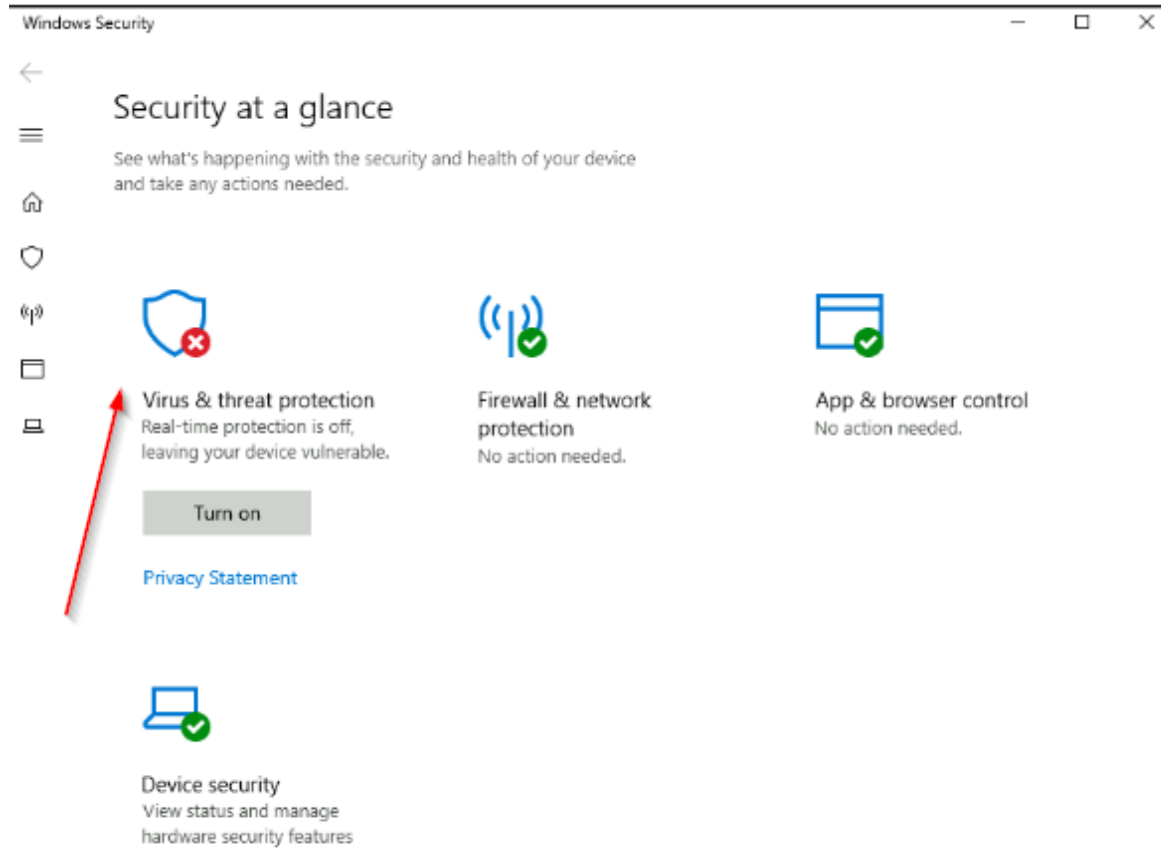 Windows Security
Security at a glance
See what's happening with the security and health of your device
and take any actions needed.
Virus & threat protection
Real-time protection is off,
leaving your device vulnerable.
Turn on
Privacy Statement
Firewall & network
protection
No action needed.
App & browser control
No action needed.
Device security
View status and manage
hardware security features